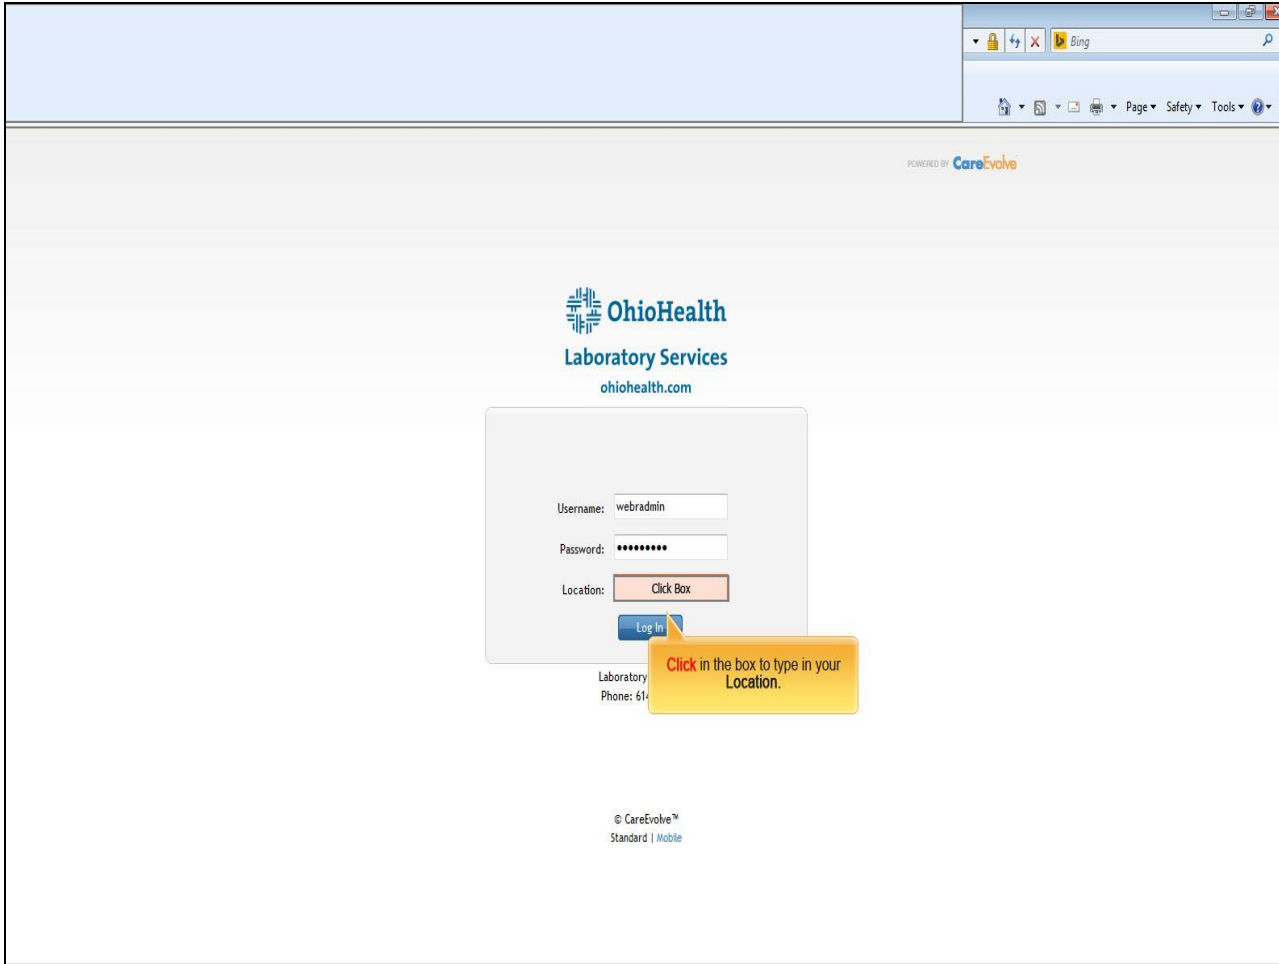 Bing
Page Safety Tools
POWERED BY CareEvolve
OhioHealth
Laboratory Services
ohiohealth.com
Username: webradmin
Password: •••••••••
Location: Click Box
Log In
Click in the box to type in your
Location.
Laboratory
Phone: 61
© CareEvolve™
Standard | Mobile